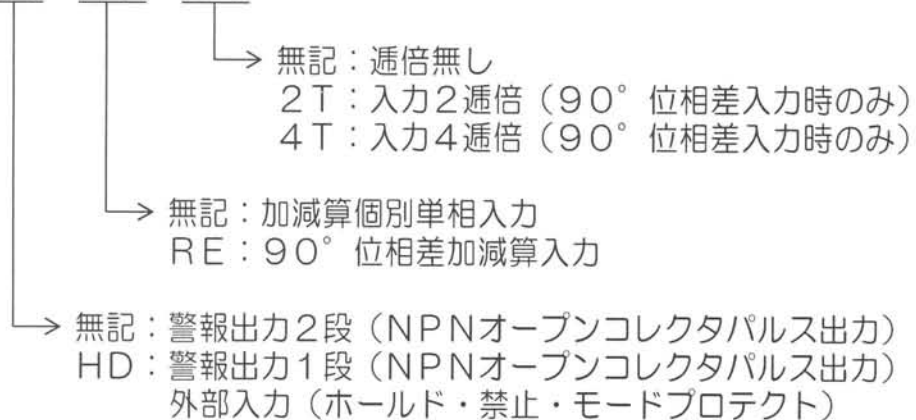 無記：逓倍無し
２Ｔ：入力２逓倍（９０°位相差入力時のみ）
４Ｔ：入力４逓倍（９０°位相差入力時のみ）
無記：加減算個別単相入力
ＲＥ：９０°位相差加減算入力
無記：警報出力２段（ＮＰＮオープンコレクタパルス出力）
ＨＤ：警報出力１段（ＮＰＮオープンコレクタパルス出力）
外部入力（ホールド・禁止・モードプロテクト）